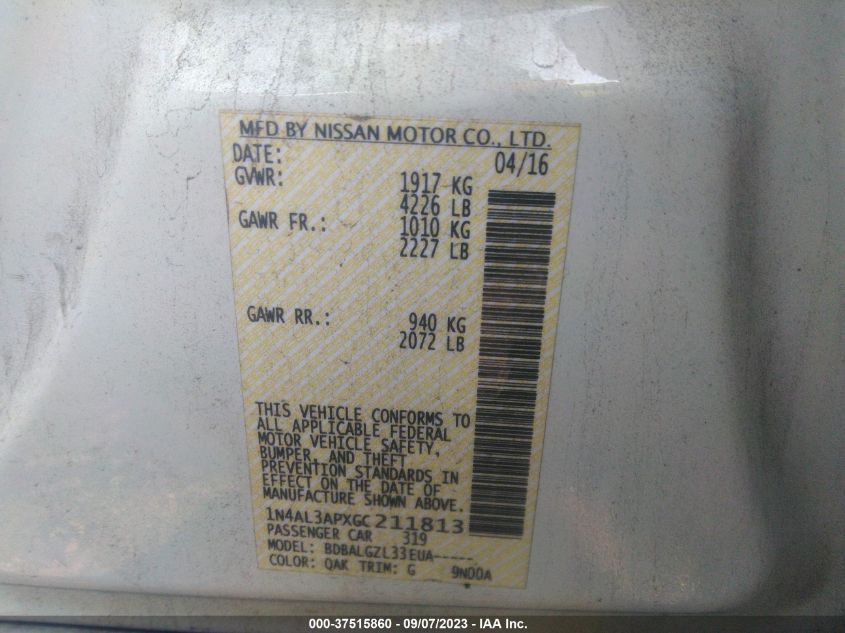 MFD BY NISSAN MOTOR CO., LTD.
DATE: 04/16
GVWR: 1917 KG
4226 LB
GAWR FR.: 1010 KG
2227 LB
GAWR RR.: 940 KG
2072 LB
THIS VEHICLE CONFORMS TO
ALL APPLICABLE FEDERAL
MOTOR VEHICLE SAFETY,
BUMPER, AND THEFT
PREVENTION STANDARDS IN
EFFECT ON THE DATE OF
MANUFACTURE SHOWN ABOVE.
1N4AL3APXGC211813
PASSENGER CAR 319
MODEL: BDBALGZL33EUA-----
COLOR: QAK TRIM: G 9N00A
000-37515860 - 09/07/2023 - IAA Inc.